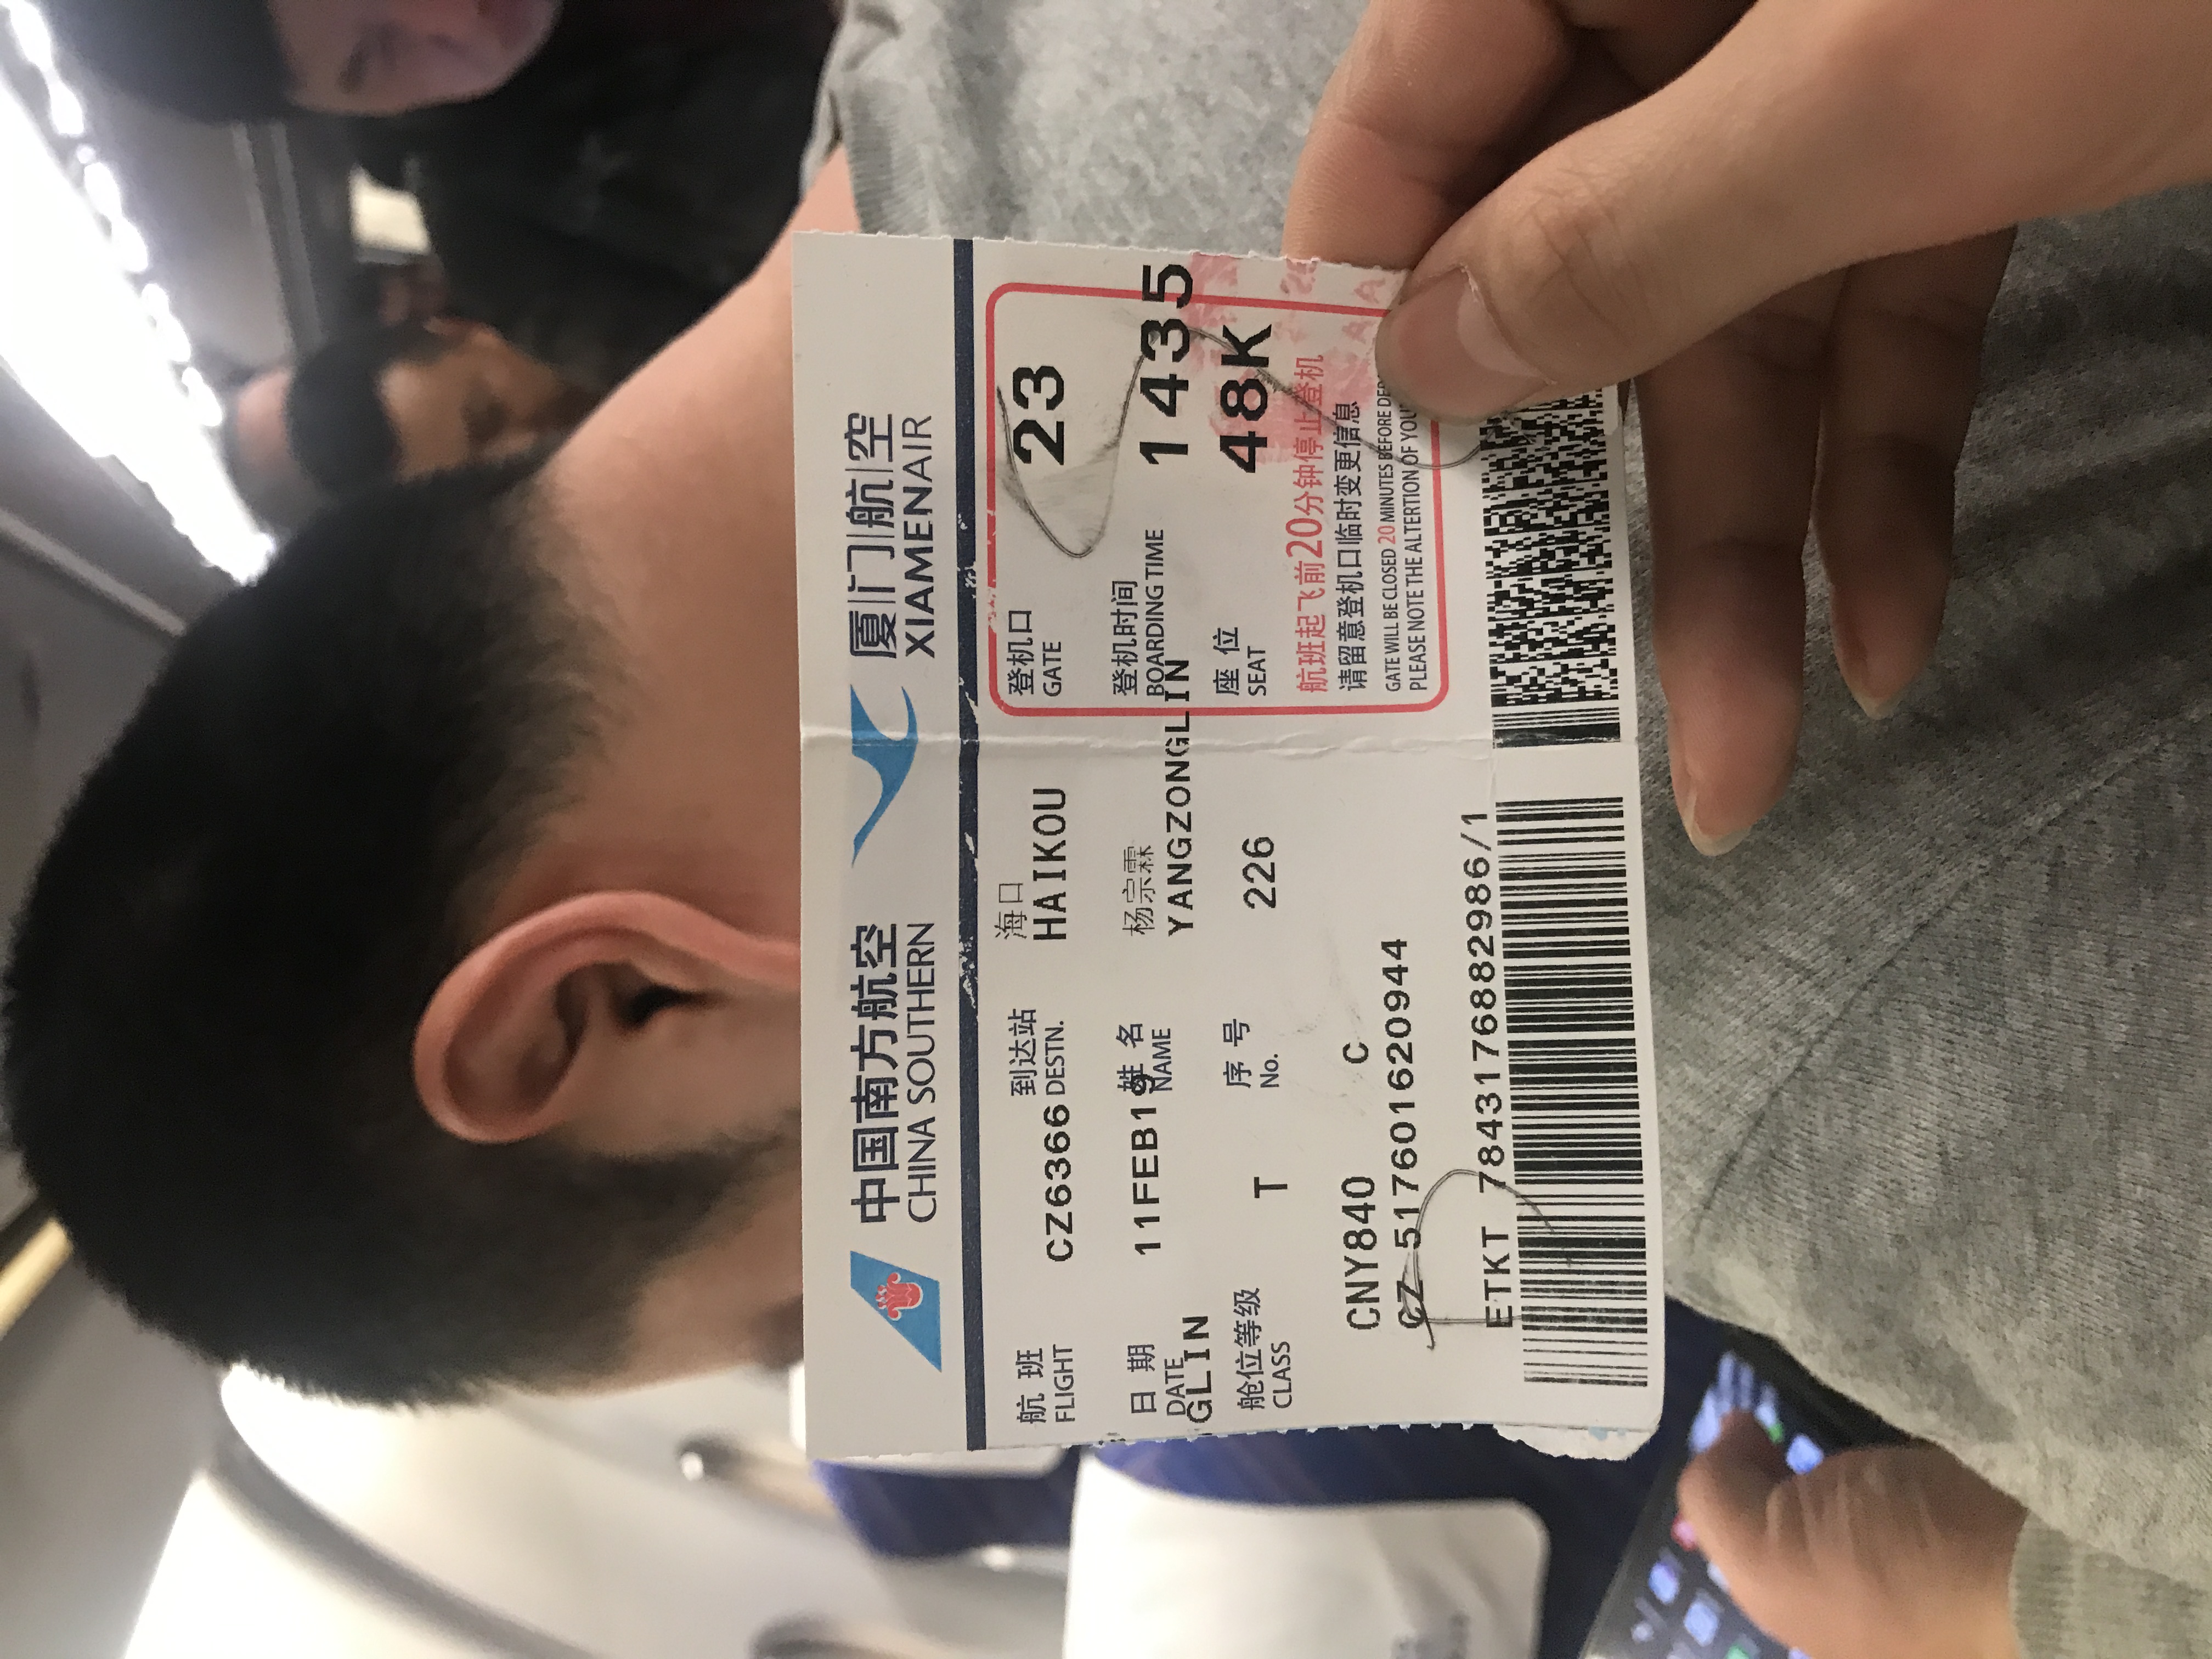 中国南方航空 厦门航空
CHINA SOUTHERN XIAMENAIR
航 班 到达站 海口 登机口
FLIGHT CZ6366 DESTN. HAIKOU GATE 23
日 期 11FEB19 姓 名 杨宗霖 登机时间
DATE NAME YANGZONGLIN BOARDING TIME 1435
GLIN
舱位等级 序 号 座 位
CLASS T No. 226 SEAT 48K
航班起飞前20分钟停止登机
请留意登机口临时变更信息
GATE WILL BE CLOSED 20 MINUTES BEFORE
PLEASE NOTE THE ALTERTION OF
CNY840 C
CZ 517601620944
ETKT 7843176882986/1